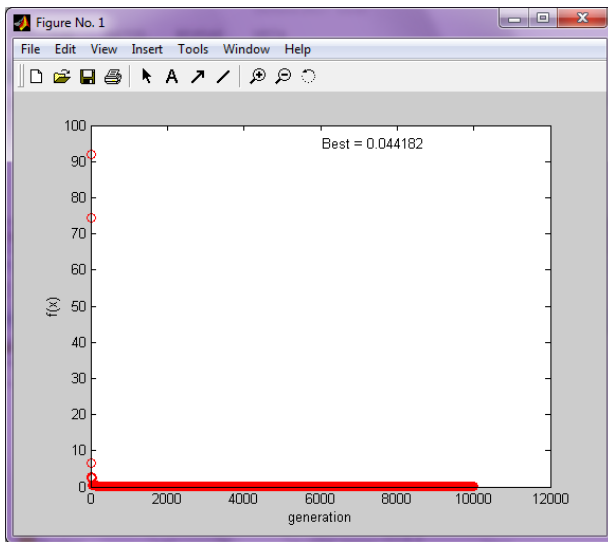 Figure No. 1
File Edit View Insert Tools Window Help
A
Best = 0.044182
100
90
80
70
60
50
40
30
20
10
0
f(x)
0 2000 4000 6000 8000 10000 12000
generation